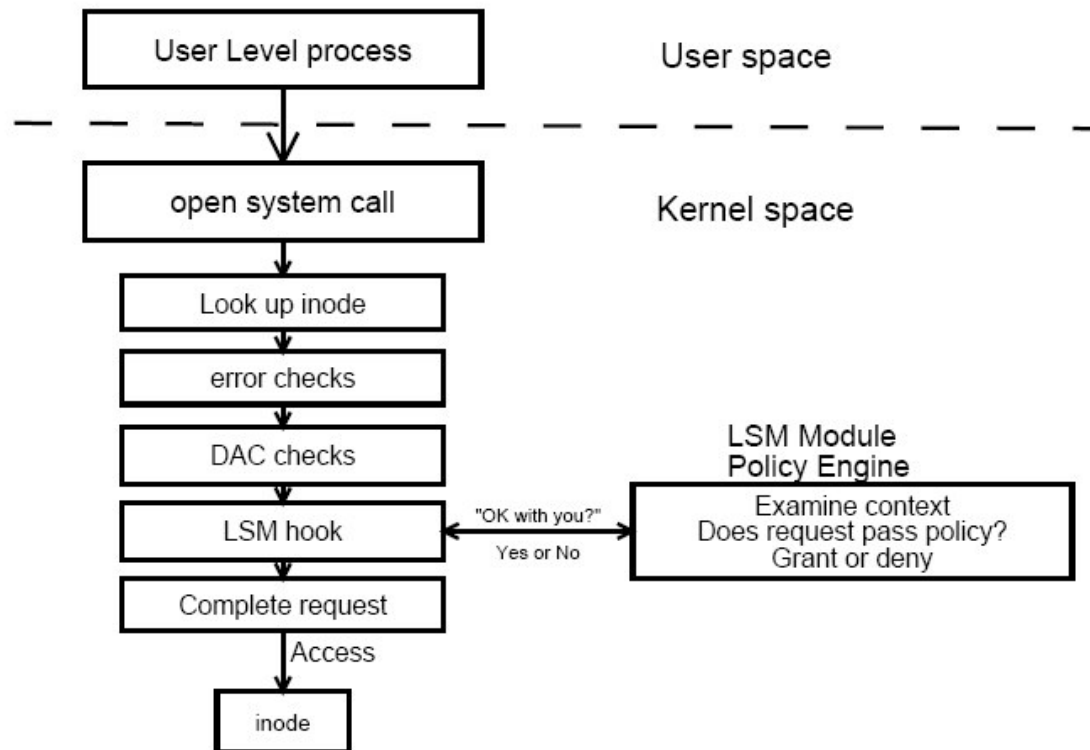 User Level process
User space
open system call
Kernel space
Look up inode
error checks
DAC checks
LSM Module
Policy Engine
LSM hook
"OK with you?"
Yes or No
Examine context
Does request pass policy?
Grant or deny
Complete request
Access
inode